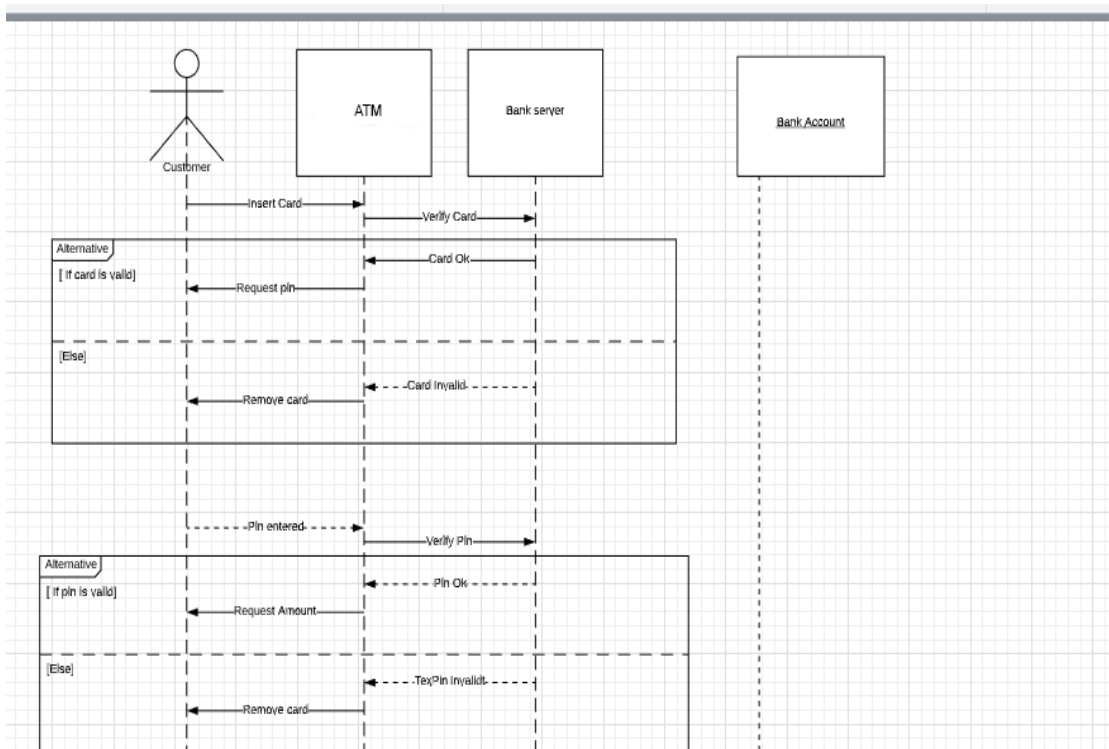 ATM
Bank server
Bank Account
Customer
Insert Card
Verify Card
Alternative
Card Ok
[ If card is valid]
Request pin
[Else]
Card Invalid
Remove card
Pin entered
Verify Pin
Alternative
Pin Ok
[ If pin is valid]
Request Amount
[Else]
TexPin Invalidt
Remove card